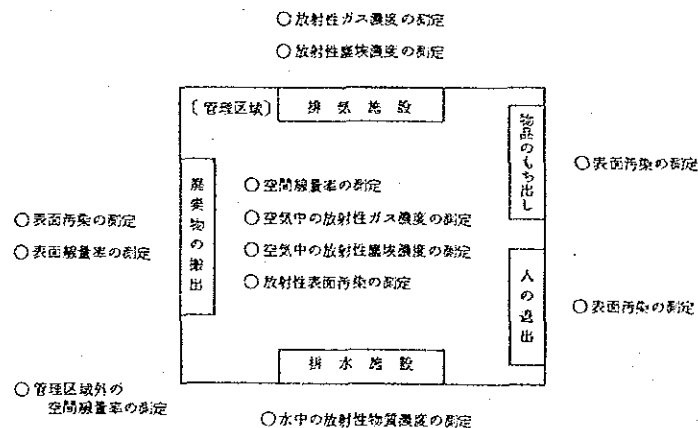 ○放射性ガス濃度の測定
○放射性塵埃濃度の測定
〔管理区域〕
排気施設
物品のもち出し
○表面汚染の測定
廃棄物の搬出
○空間線量率の測定
○空気中の放射性ガス濃度の測定
○空気中の放射性塵埃濃度の測定
○放射性表面汚染の測定
○表面汚染の測定
○表面線量率の測定
人の退出
○表面汚染の測定
排水施設
○管理区域外の
空間線量率の測定
○水中の放射性物質濃度の測定